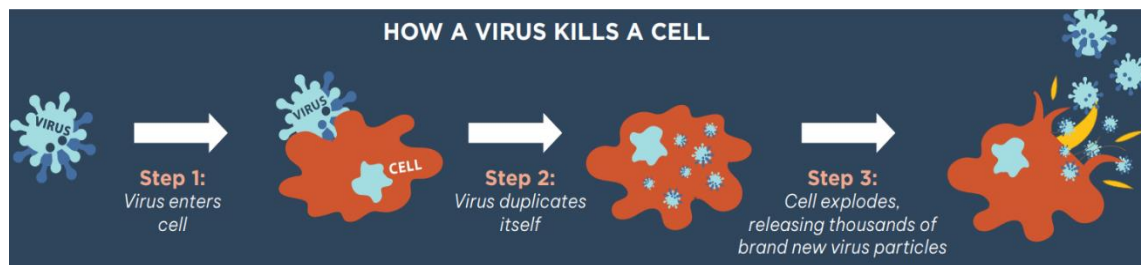 HOW A VIRUS KILLS A CELL
VIRUS
Step 1:
Virus enters
cell
VIRUS
CELL
Step 2:
Virus duplicates
itself
Step 3:
Cell explodes,
releasing thousands of
brand new virus particles